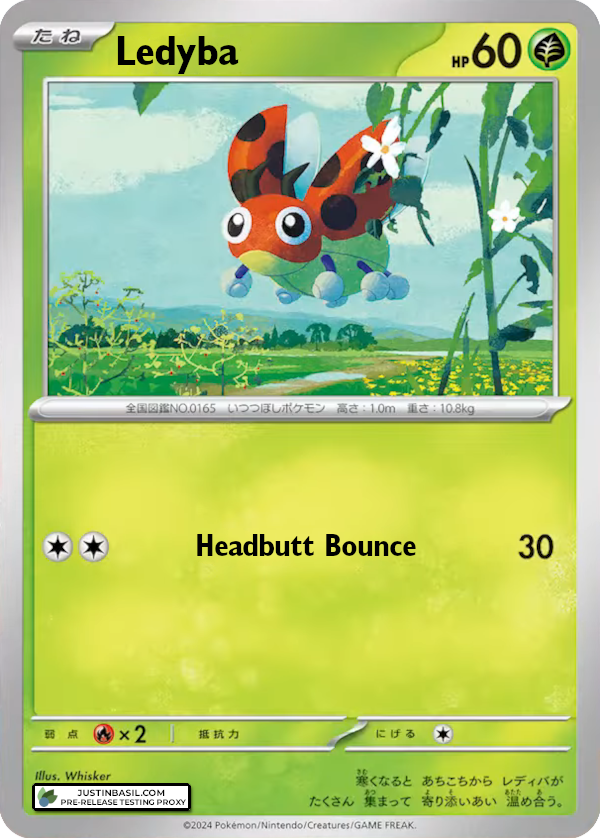 たね
Ledyba
HP 60
全国図鑑NO.0165 いつつぼしポケモン 高さ：1.0m 重さ：10.8kg
Headbutt Bounce 30
弱点 ×2 抵抗力 にげる
Illus. Whisker
JUSTINBASIL.COM
PRE-RELEASE TESTING PROXY
寒くなると あちこちから レディバが
たくさん 集まって 寄り添いあい 温め合う。
©2024 Pokémon/Nintendo/Creatures/GAME FREAK.